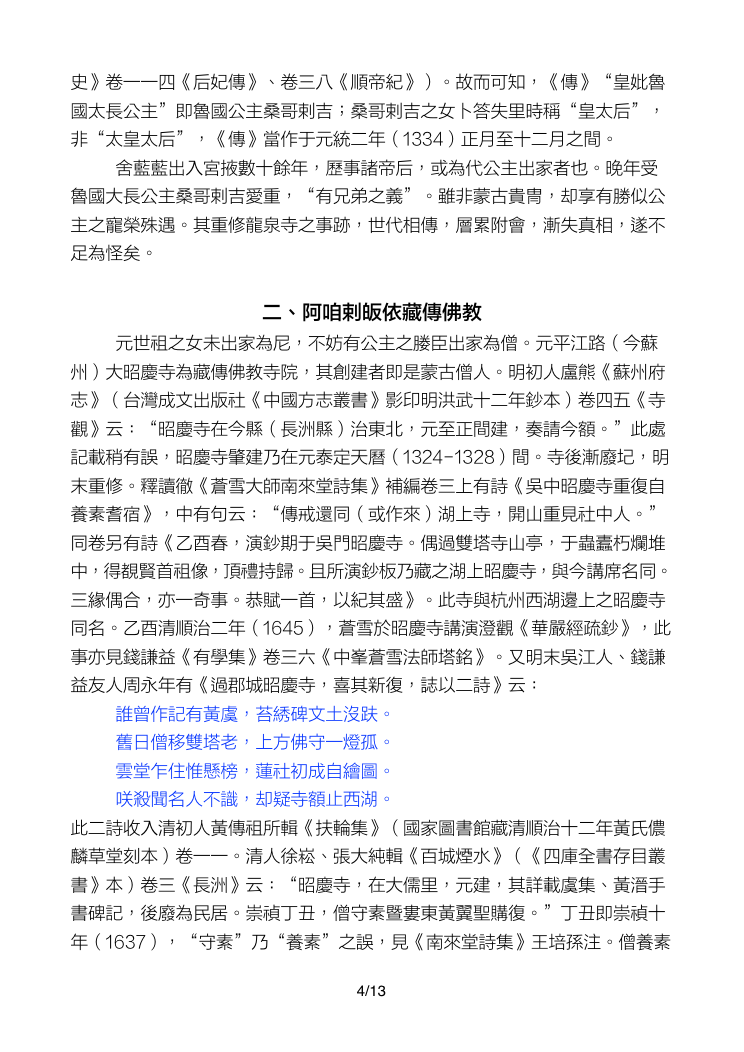 史》卷一一四《后妃傳》、卷三八《順帝紀》）。故而可知，《傳》“皇妣魯
國太長公主”即魯國公主桑哥剌吉；桑哥剌吉之女卜答失里時稱“皇太后”，
非“太皇太后”，《傳》當作于元統二年（1334）正月至十二月之間。
舍藍藍出入宮掖數十餘年，歷事諸帝后，或為代公主出家者也。晚年受
魯國大長公主桑哥剌吉愛重，“有兄弟之義”。雖非蒙古貴冑，却享有勝似公
主之寵榮殊遇。其重修龍泉寺之事跡，世代相傳，層累附會，漸失真相，遂不
足為怪矣。
二、阿咱剌皈依藏傳佛教
元世祖之女未出家為尼，不妨有公主之媵臣出家為僧。元平江路（今蘇
州）大昭慶寺為藏傳佛教寺院，其創建者即是蒙古僧人。明初人盧熊《蘇州府
志》（台灣成文出版社《中國方志叢書》影印明洪武十二年鈔本）卷四五《寺
觀》云：“昭慶寺在今縣（長洲縣）治東北，元至正間建，奏請今額。”此處
記載稍有誤，昭慶寺肇建乃在元泰定天曆（1324-1328）間。寺後漸廢圮，明
末重修。釋讀徹《蒼雪大師南來堂詩集》補編卷三上有詩《吳中昭慶寺重復自
養素耆宿》，中有句云：“傳戒還同（或作來）湖上寺，開山重見社中人。”
同卷另有詩《乙酉春，演鈔期于吳門昭慶寺。偶過雙塔寺山亭，于蟲蠹朽爛堆
中，得覩賢首祖像，頂禮持歸。且所演鈔板乃藏之湖上昭慶寺，與今講席名同。
三緣偶合，亦一奇事。恭賦一首，以紀其盛》。此寺與杭州西湖邊上之昭慶寺
同名。乙酉清順治二年（1645），蒼雪於昭慶寺講演澄觀《華嚴經疏鈔》，此
事亦見錢謙益《有學集》卷三六《中峯蒼雪法師塔銘》。又明末吳江人、錢謙
益友人周永年有《過郡城昭慶寺，喜其新復，誌以二詩》云：
誰曾作記有黃虞，苔綉碑文土沒趺。
舊日僧移雙塔老，上方佛守一燈孤。
雲堂乍住惟懸榜，蓮社初成自繪圖。
咲殺聞名人不識，却疑寺額止西湖。
此二詩收入清初人黃傳祖所輯《扶輪集》（國家圖書館藏清順治十二年黃氏儂
麟草堂刻本）卷一一。清人徐崧、張大純輯《百城煙水》（《四庫全書存目叢
書》本）卷三《長洲》云：“昭慶寺，在大儒里，元建，其詳載虞集、黃溍手
書碑記，後廢為民居。崇禎丁丑，僧守素暨婁東黃翼聖購復。”丁丑即崇禎十
年（1637），“守素”乃“養素”之誤，見《南來堂詩集》王培孫注。僧養素
4/13